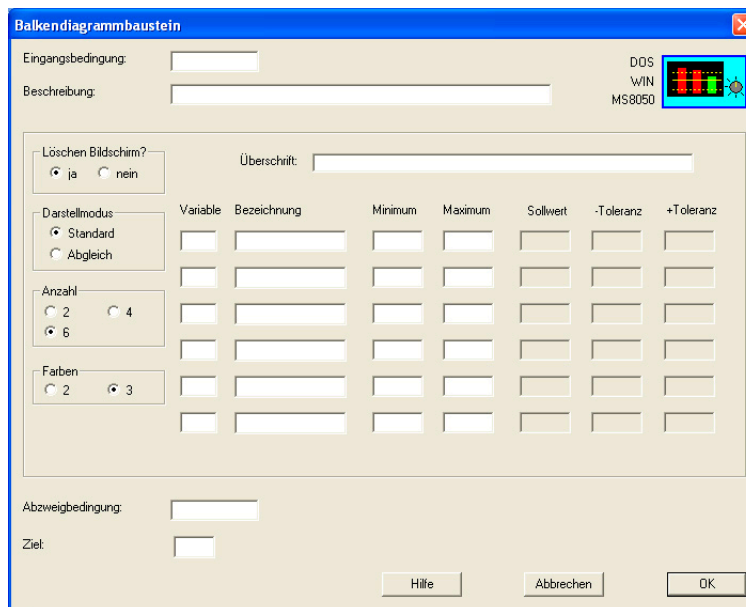 Balkendiagrammbaustein
Eingangsbedingung:
DOS
WIN
MS8050
Beschreibung:
Löschen Bildschirm?
ja nein
Überschrift:
Darstellmodus
Standard
Abgleich
Variable Bezeichnung Minimum Maximum Sollwert -Toleranz +Toleranz
Anzahl
2 4
6
Farben
2 3
Abzweigbedingung:
Ziel:
Hilfe Abbrechen OK